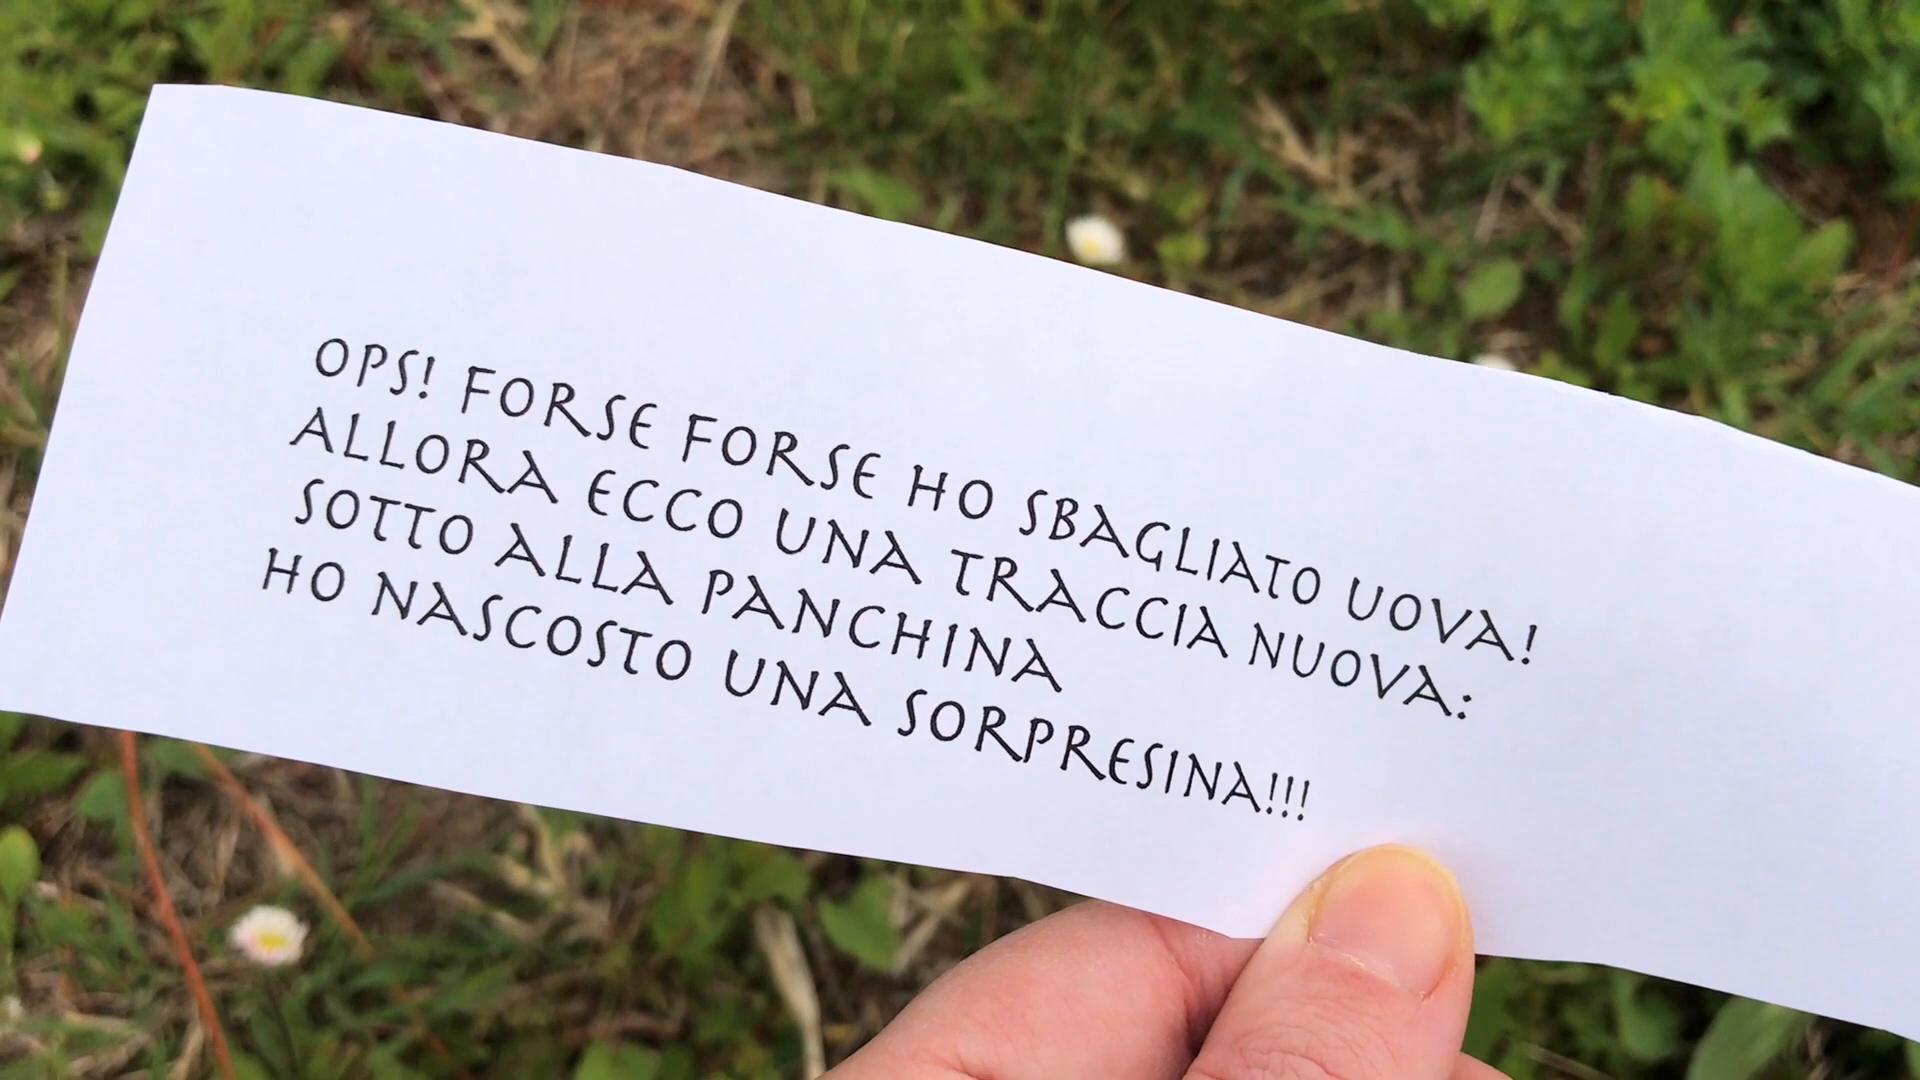 OPS! FORSE FORSE HO SBAGLIATO UOVA!
ALLORA ECCO UNA TRACCIA NUOVA:
SOTTO ALLA PANCHINA
HO NASCOSTO UNA SORPRESINA!!!